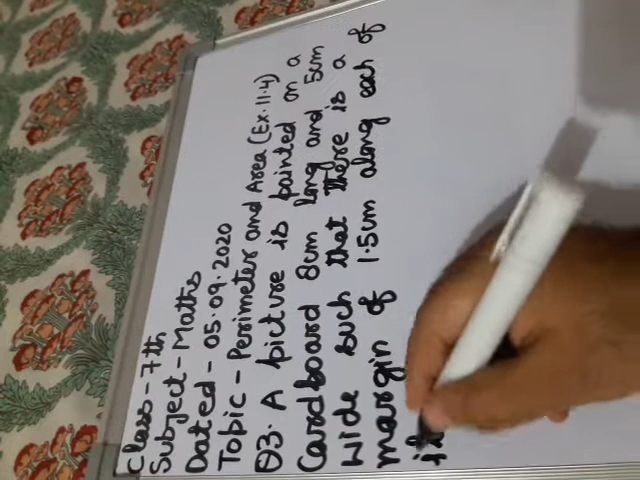 Class - 7th
Subject - Maths
Dated - 05.09.2020
Topic - Perimeter and Area (Ex. 11.4)
Q3. A picture is painted on a
Cardboard 8cm long and 5cm
wide such that there is a
margin of 1.5cm along each of